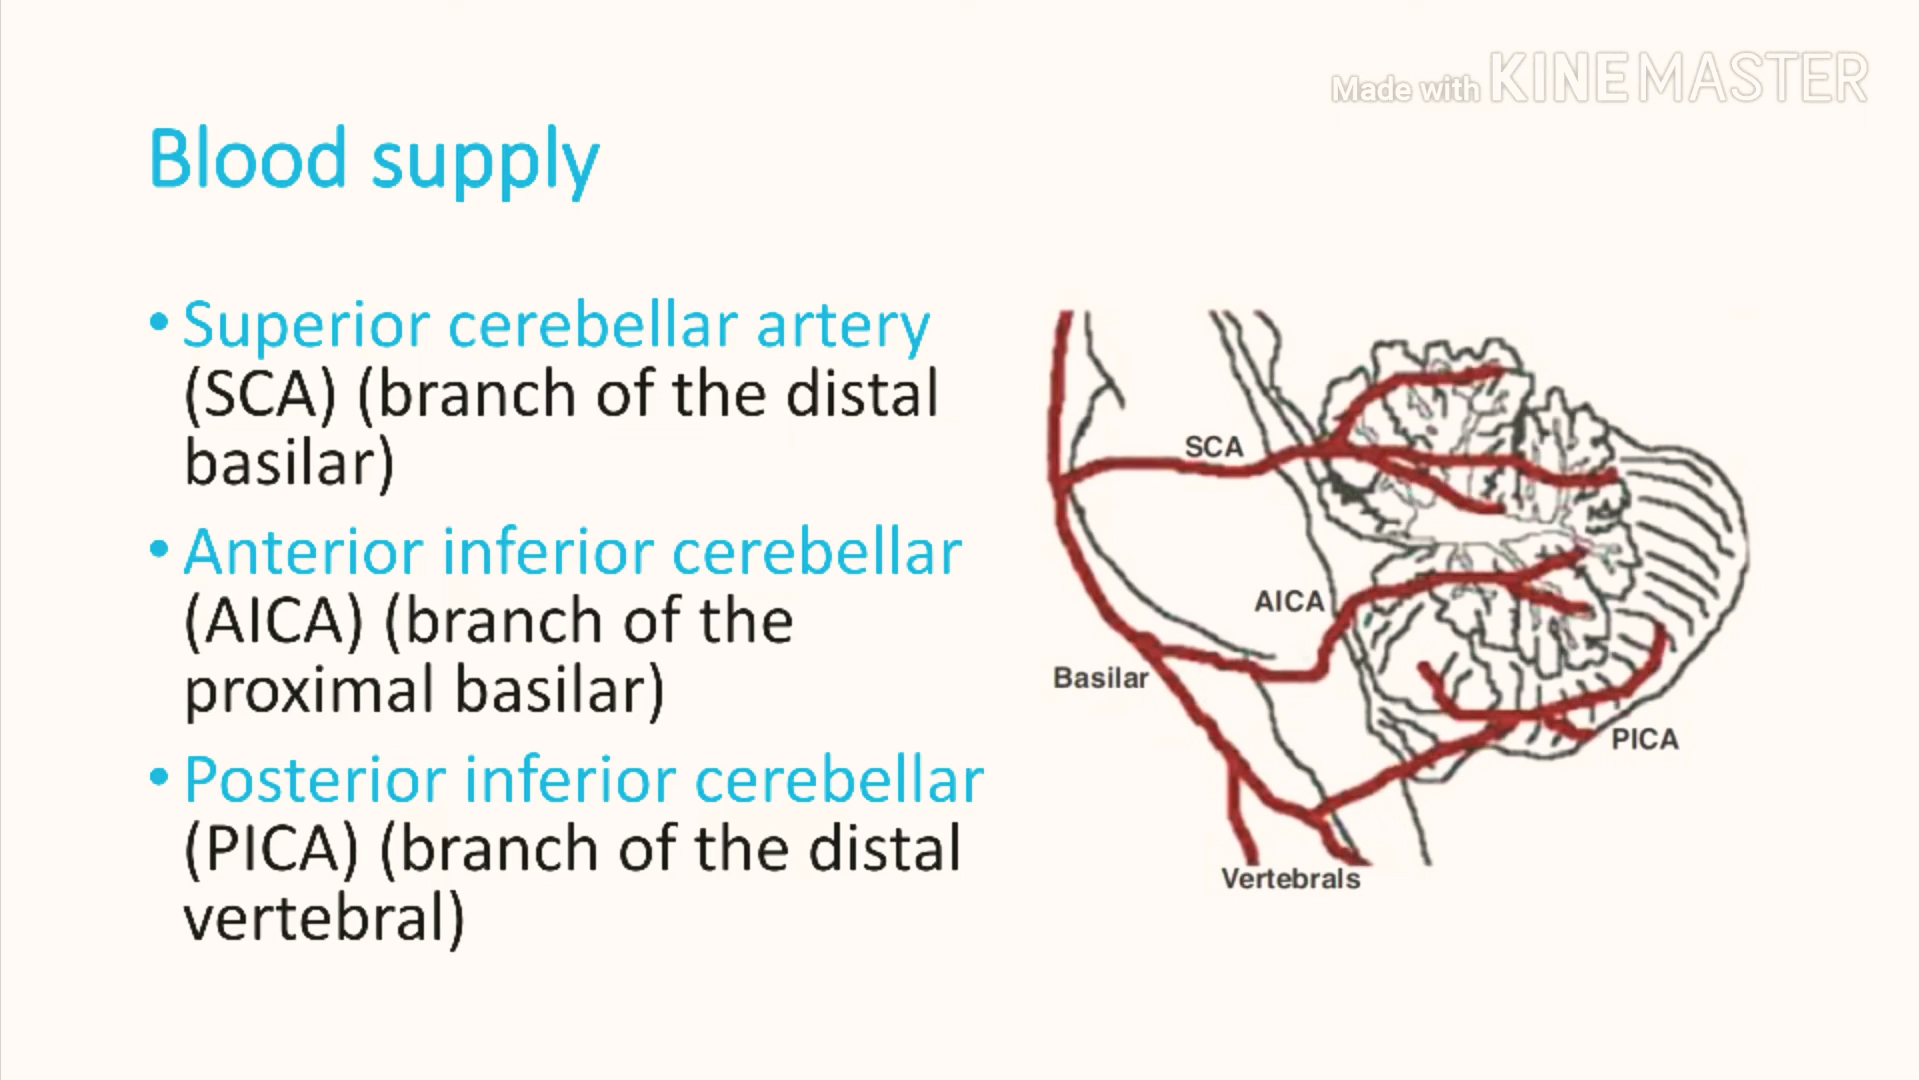 Made with KINEMASTER
Blood supply
• Superior cerebellar artery
(SCA) (branch of the distal
basilar)
• Anterior inferior cerebellar
(AICA) (branch of the
proximal basilar)
• Posterior inferior cerebellar
(PICA) (branch of the distal
vertebral)
SCA
AICA
Basilar
PICA
Vertebrals